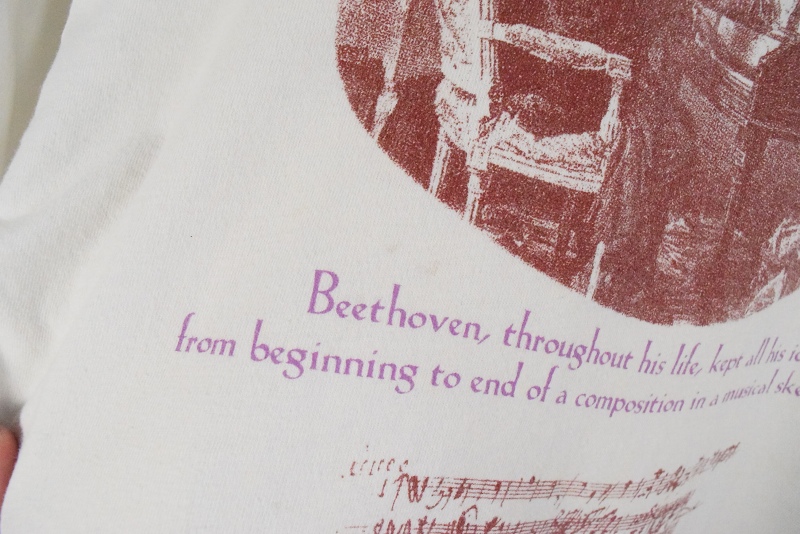 Beethoven, throughout his life, kept all his
from beginning to end of a composition in a musical